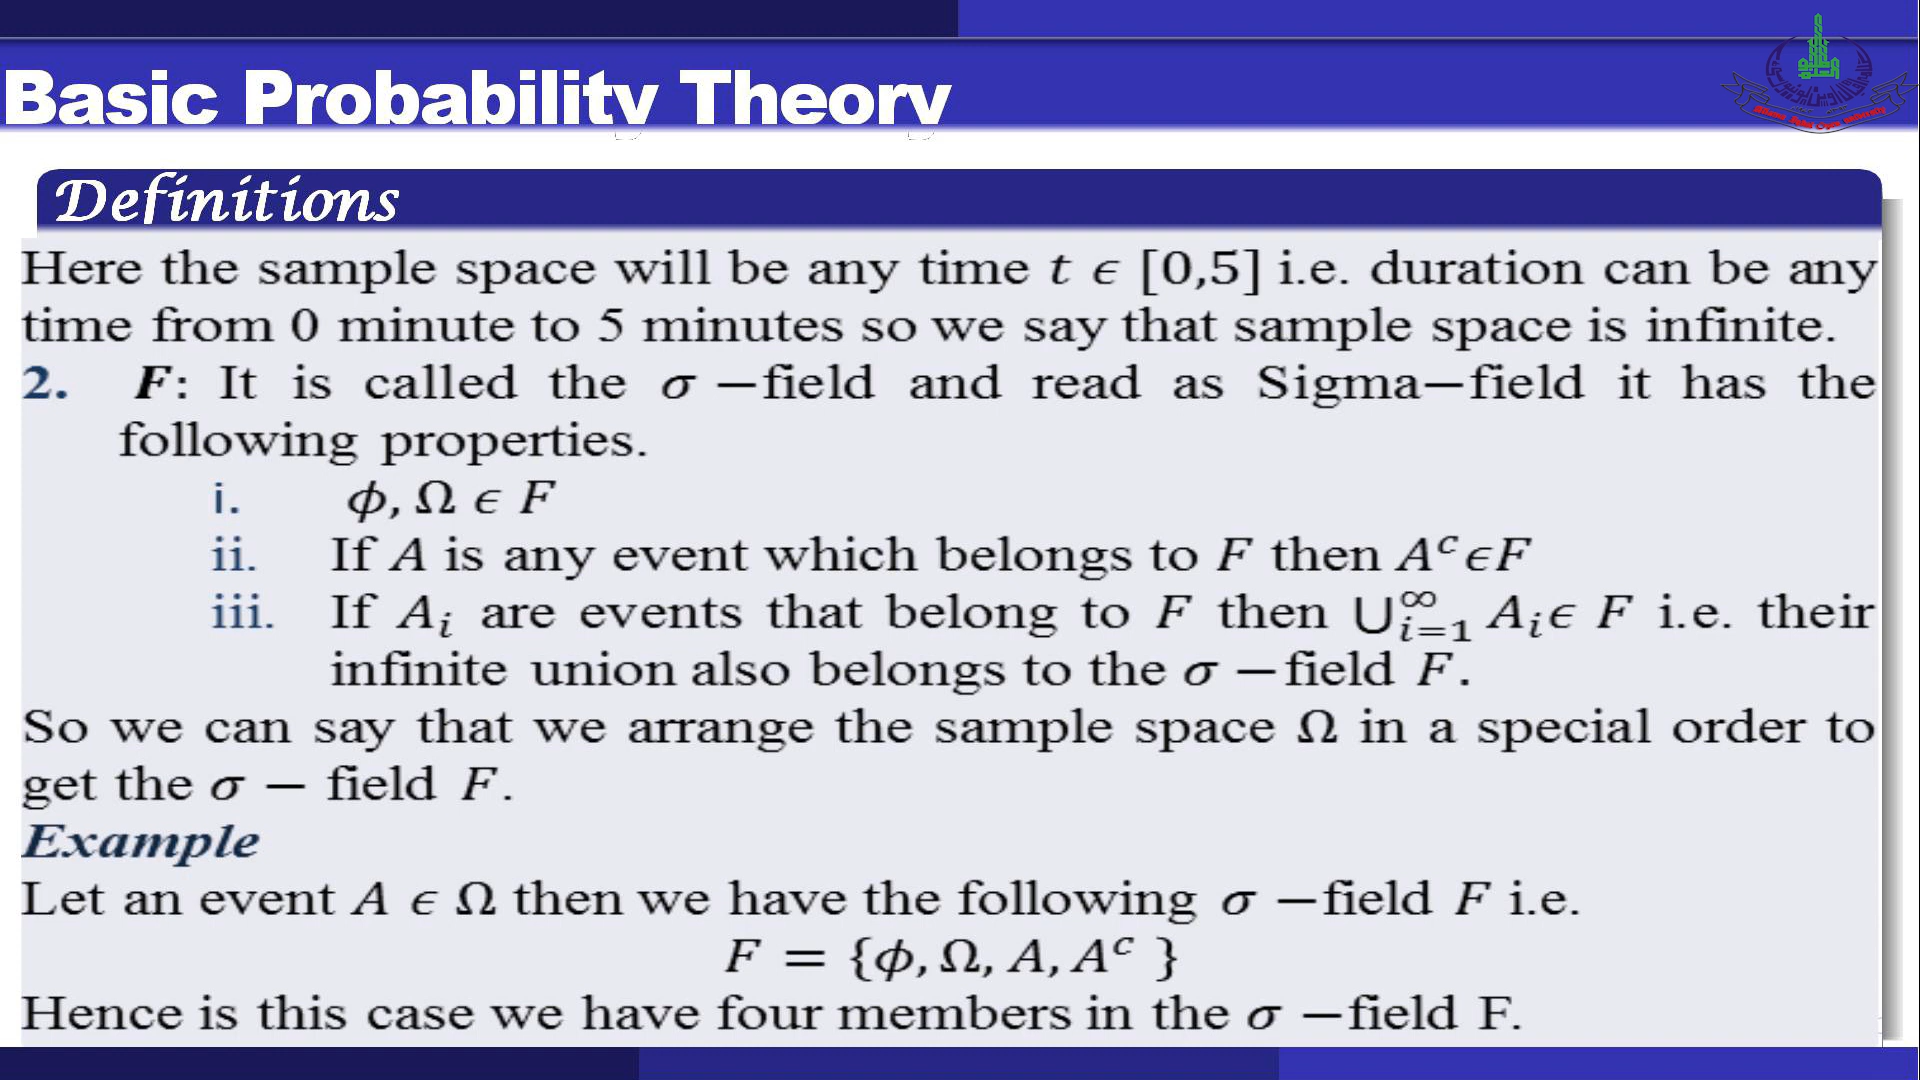 Basic Probability Theory
Definitions
Here the sample space will be any time t ϵ [0,5] i.e. duration can be any
time from 0 minute to 5 minutes so we say that sample space is infinite.
2. F: It is called the σ −field and read as Sigma−field it has the
following properties.
i. ϕ, Ω ϵ F
ii. If A is any event which belongs to F then Aᶜ ϵF
iii. If Aᵢ are events that belong to F then ⋃_{i=1}^{∞} Aᵢϵ F i.e. their
infinite union also belongs to the σ −field F.
So we can say that we arrange the sample space Ω in a special order to
get the σ − field F.
Example
Let an event A ϵ Ω then we have the following σ −field F i.e.
F = {ϕ, Ω, A, Aᶜ }
Hence is this case we have four members in the σ −field F.